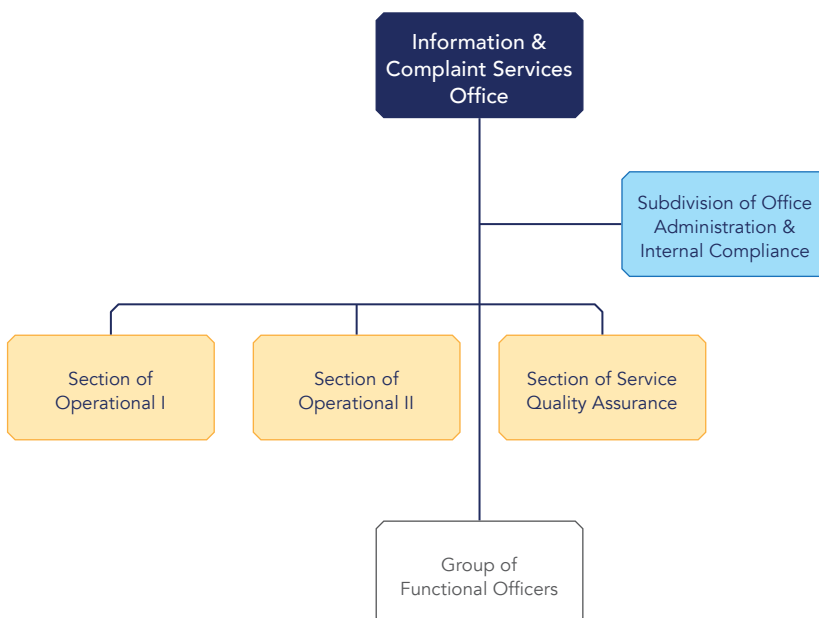 Information &
Complaint Services
Office
Subdivision of Office
Administration &
Internal Compliance
Section of
Operational I
Section of
Operational II
Section of Service
Quality Assurance
Group of
Functional Officers